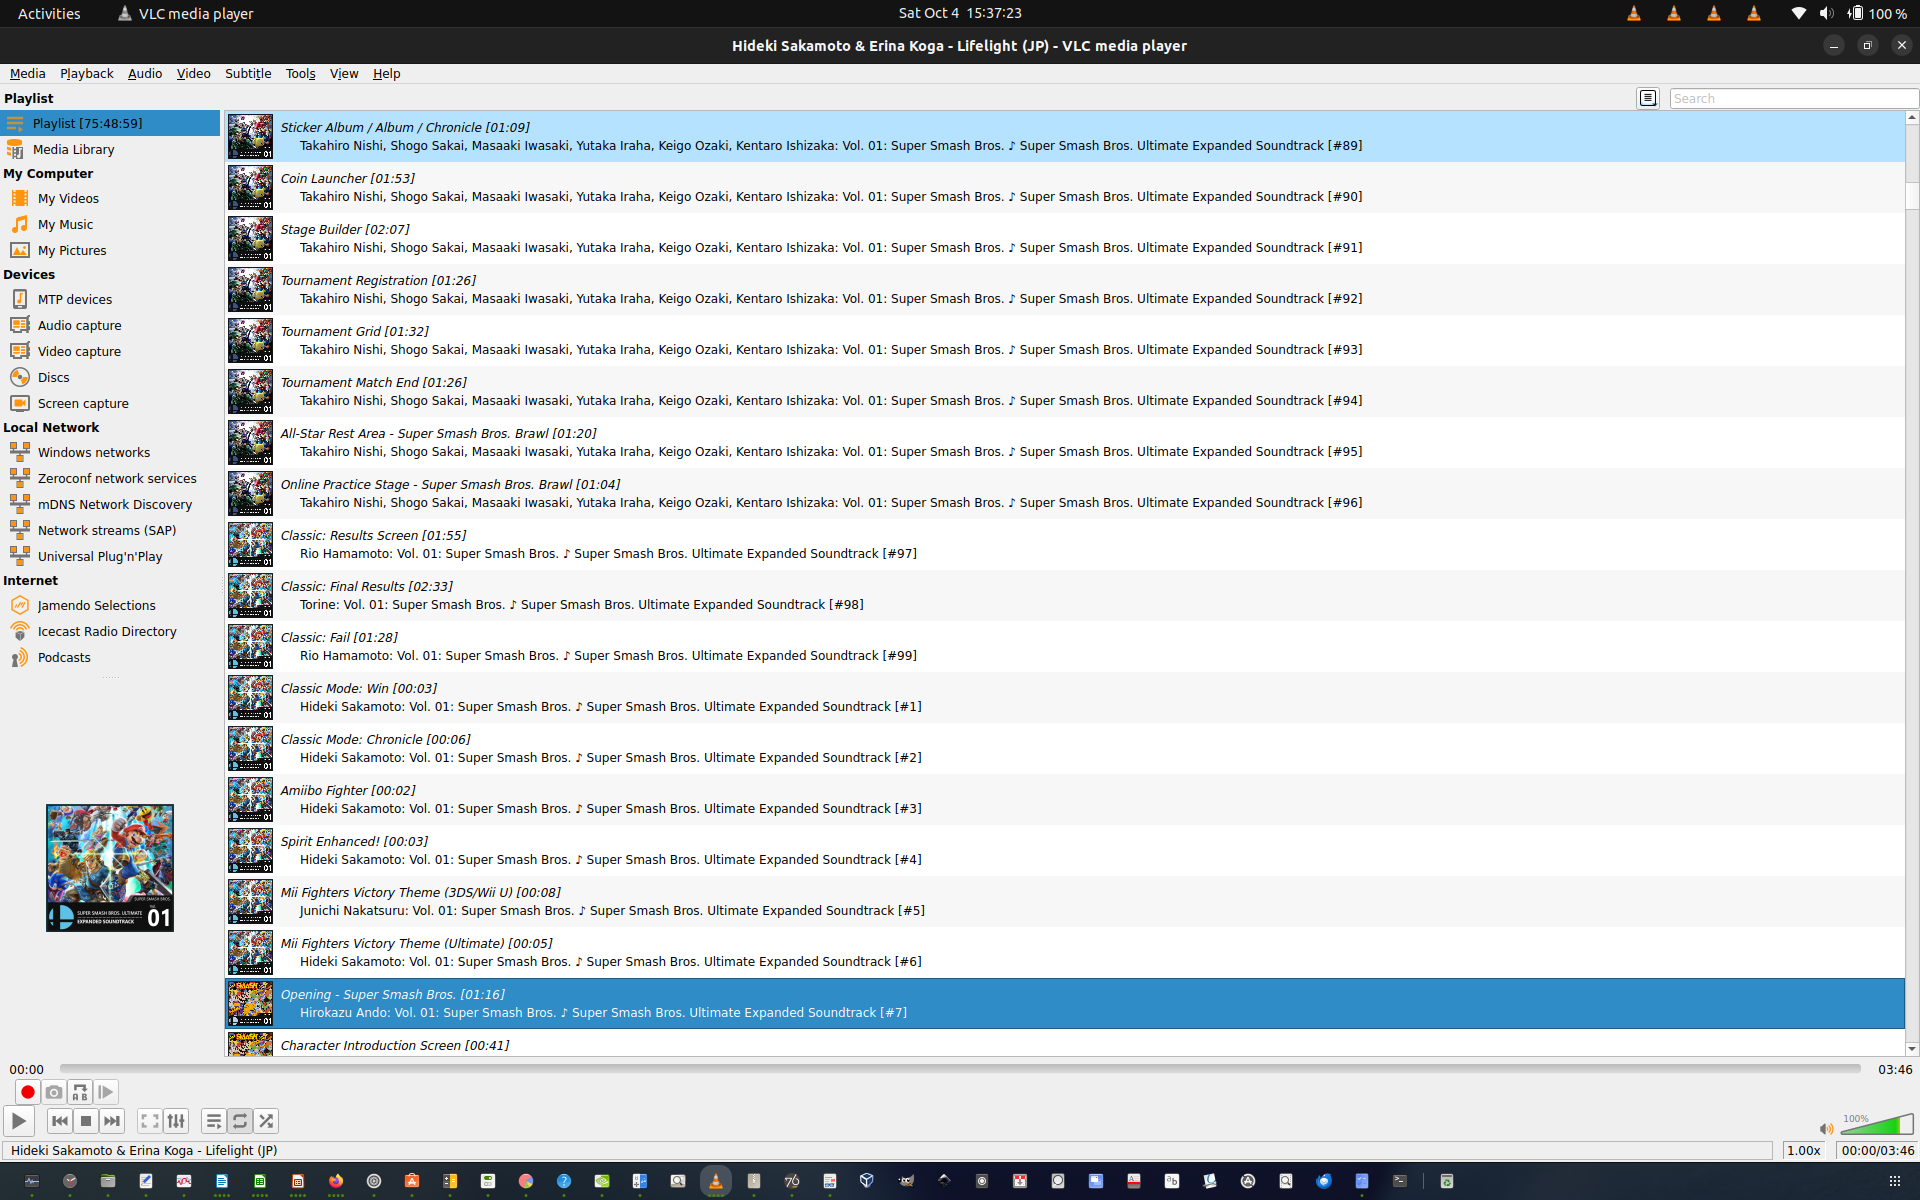 Activities
VLC media player
Sat Oct 4 15:37:23
100 %
Hideki Sakamoto & Erina Koga - Lifelight (JP) - VLC media player
Media Playback Audio Video Subtitle Tools View Help
Playlist
Search
Playlist [75:48:59]
Media Library
My Computer
My Videos
My Music
My Pictures
Devices
MTP devices
Audio capture
Video capture
Discs
Screen capture
Local Network
Windows networks
Zeroconf network services
mDNS Network Discovery
Network streams (SAP)
Universal Plug'n'Play
Internet
Jamendo Selections
Icecast Radio Directory
Podcasts
SUPER SMASH BROS. ULTIMATE
EXPANDED SOUNDTRACK
01
Sticker Album / Album / Chronicle [01:09]
Takahiro Nishi, Shogo Sakai, Masaaki Iwasaki, Yutaka Iraha, Keigo Ozaki, Kentaro Ishizaka: Vol. 01: Super Smash Bros. ♪ Super Smash Bros. Ultimate Expanded Soundtrack [#89]
Coin Launcher [01:53]
Takahiro Nishi, Shogo Sakai, Masaaki Iwasaki, Yutaka Iraha, Keigo Ozaki, Kentaro Ishizaka: Vol. 01: Super Smash Bros. ♪ Super Smash Bros. Ultimate Expanded Soundtrack [#90]
Stage Builder [02:07]
Takahiro Nishi, Shogo Sakai, Masaaki Iwasaki, Yutaka Iraha, Keigo Ozaki, Kentaro Ishizaka: Vol. 01: Super Smash Bros. ♪ Super Smash Bros. Ultimate Expanded Soundtrack [#91]
Tournament Registration [01:26]
Takahiro Nishi, Shogo Sakai, Masaaki Iwasaki, Yutaka Iraha, Keigo Ozaki, Kentaro Ishizaka: Vol. 01: Super Smash Bros. ♪ Super Smash Bros. Ultimate Expanded Soundtrack [#92]
Tournament Grid [01:32]
Takahiro Nishi, Shogo Sakai, Masaaki Iwasaki, Yutaka Iraha, Keigo Ozaki, Kentaro Ishizaka: Vol. 01: Super Smash Bros. ♪ Super Smash Bros. Ultimate Expanded Soundtrack [#93]
Tournament Match End [01:26]
Takahiro Nishi, Shogo Sakai, Masaaki Iwasaki, Yutaka Iraha, Keigo Ozaki, Kentaro Ishizaka: Vol. 01: Super Smash Bros. ♪ Super Smash Bros. Ultimate Expanded Soundtrack [#94]
All-Star Rest Area - Super Smash Bros. Brawl [01:20]
Takahiro Nishi, Shogo Sakai, Masaaki Iwasaki, Yutaka Iraha, Keigo Ozaki, Kentaro Ishizaka: Vol. 01: Super Smash Bros. ♪ Super Smash Bros. Ultimate Expanded Soundtrack [#95]
Online Practice Stage - Super Smash Bros. Brawl [01:04]
Takahiro Nishi, Shogo Sakai, Masaaki Iwasaki, Yutaka Iraha, Keigo Ozaki, Kentaro Ishizaka: Vol. 01: Super Smash Bros. ♪ Super Smash Bros. Ultimate Expanded Soundtrack [#96]
Classic: Results Screen [01:55]
Rio Hamamoto: Vol. 01: Super Smash Bros. ♪ Super Smash Bros. Ultimate Expanded Soundtrack [#97]
Classic: Final Results [02:33]
Torine: Vol. 01: Super Smash Bros. ♪ Super Smash Bros. Ultimate Expanded Soundtrack [#98]
Classic: Fail [01:28]
Rio Hamamoto: Vol. 01: Super Smash Bros. ♪ Super Smash Bros. Ultimate Expanded Soundtrack [#99]
Classic Mode: Win [00:03]
Hideki Sakamoto: Vol. 01: Super Smash Bros. ♪ Super Smash Bros. Ultimate Expanded Soundtrack [#1]
Classic Mode: Chronicle [00:06]
Hideki Sakamoto: Vol. 01: Super Smash Bros. ♪ Super Smash Bros. Ultimate Expanded Soundtrack [#2]
Amiibo Fighter [00:02]
Hideki Sakamoto: Vol. 01: Super Smash Bros. ♪ Super Smash Bros. Ultimate Expanded Soundtrack [#3]
Spirit Enhanced! [00:03]
Hideki Sakamoto: Vol. 01: Super Smash Bros. ♪ Super Smash Bros. Ultimate Expanded Soundtrack [#4]
Mii Fighters Victory Theme (3DS/Wii U) [00:08]
Junichi Nakatsuru: Vol. 01: Super Smash Bros. ♪ Super Smash Bros. Ultimate Expanded Soundtrack [#5]
Mii Fighters Victory Theme (Ultimate) [00:05]
Hideki Sakamoto: Vol. 01: Super Smash Bros. ♪ Super Smash Bros. Ultimate Expanded Soundtrack [#6]
Opening - Super Smash Bros. [01:16]
Hirokazu Ando: Vol. 01: Super Smash Bros. ♪ Super Smash Bros. Ultimate Expanded Soundtrack [#7]
Character Introduction Screen [00:41]
00:00
03:46
100%
Hideki Sakamoto & Erina Koga - Lifelight (JP)
1.00x
00:00/03:46